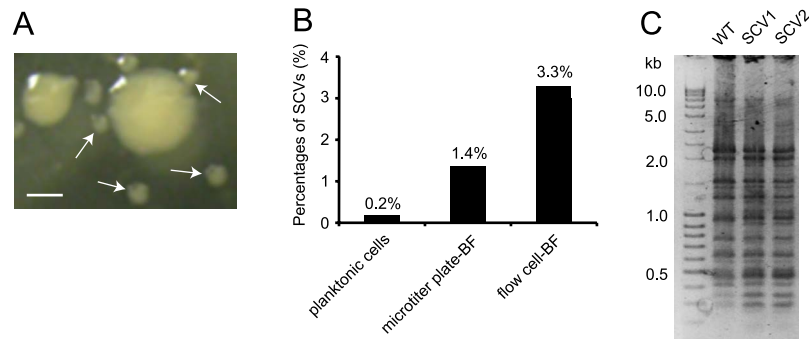 A
B
Percentages of SCVs (%)
4
3
2
1
0
0.2%
1.4%
3.3%
planktonic cells
microtiter plate-BF
flow cell-BF
C
WT
SCV1
SCV2
kb
10.0
5.0
2.0
1.0
0.5